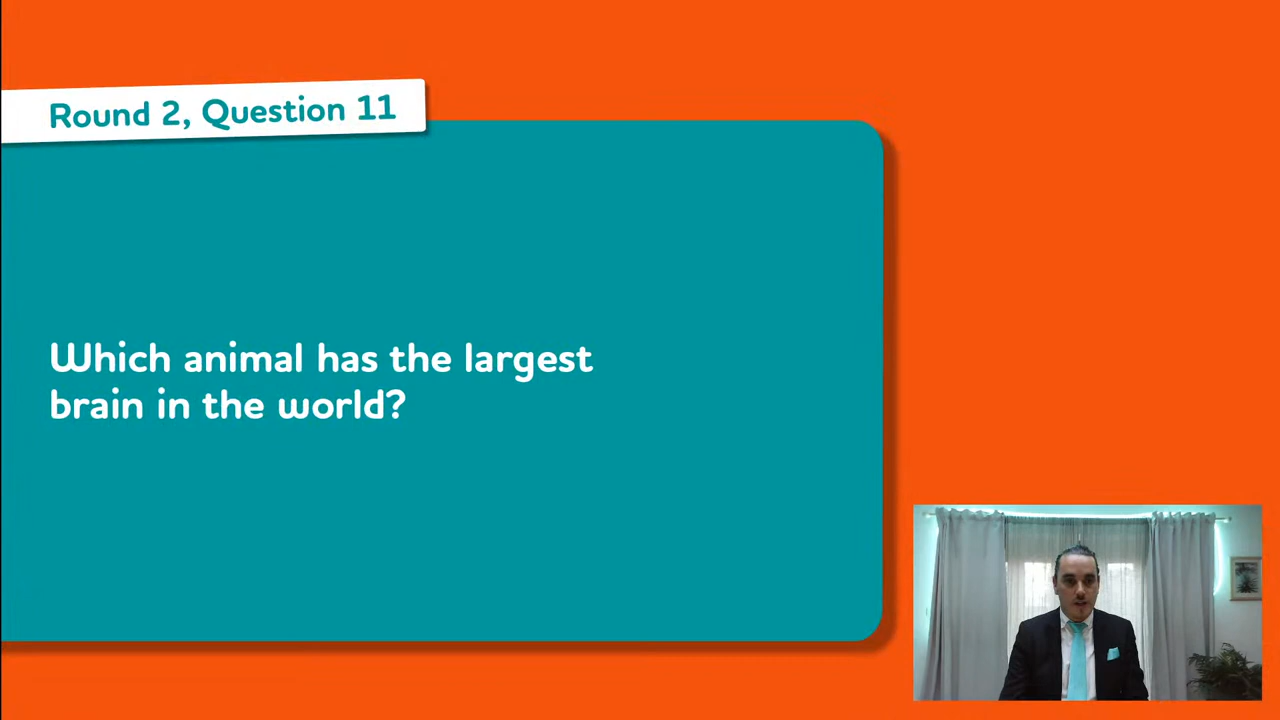 Round 2, Question 11
Which animal has the largest
brain in the world?